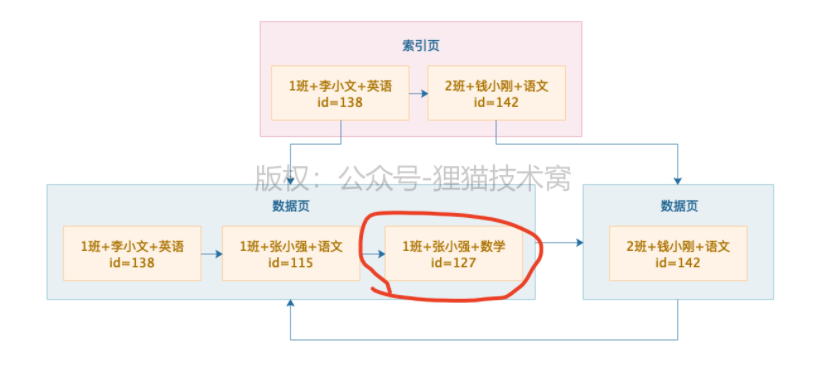 索引页
1班+李小文+英语
id=138
2班+钱小刚+语文
id=142
版权：公众号-狸猫技术窝
数据页
数据页
1班+李小文+英语
id=138
1班+张小强+语文
id=115
1班+张小强+数学
id=127
2班+钱小刚+语文
id=142